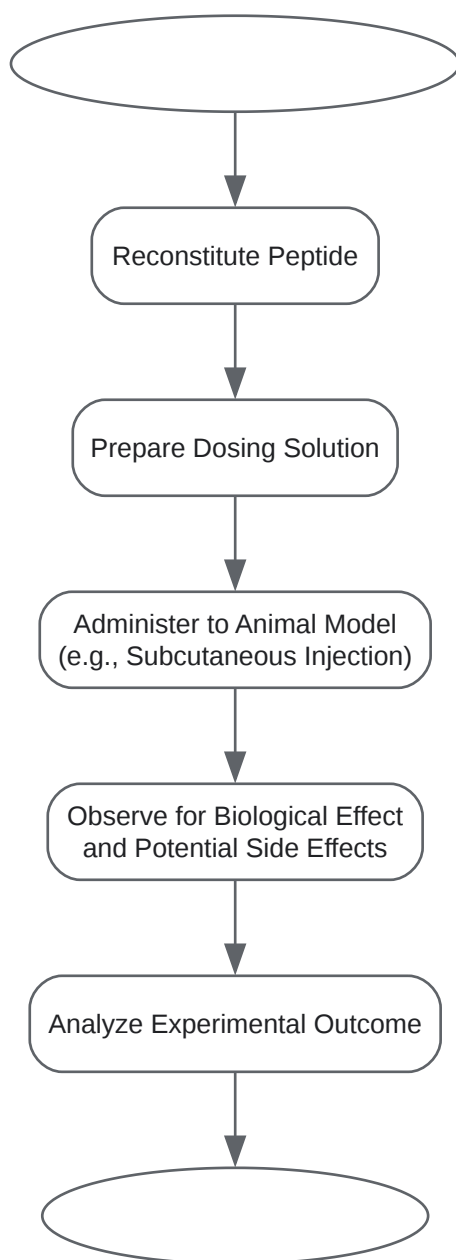 Reconstitute Peptide
Prepare Dosing Solution
Administer to Animal Model
(e.g., Subcutaneous Injection)
Observe for Biological Effect
and Potential Side Effects
Analyze Experimental Outcome